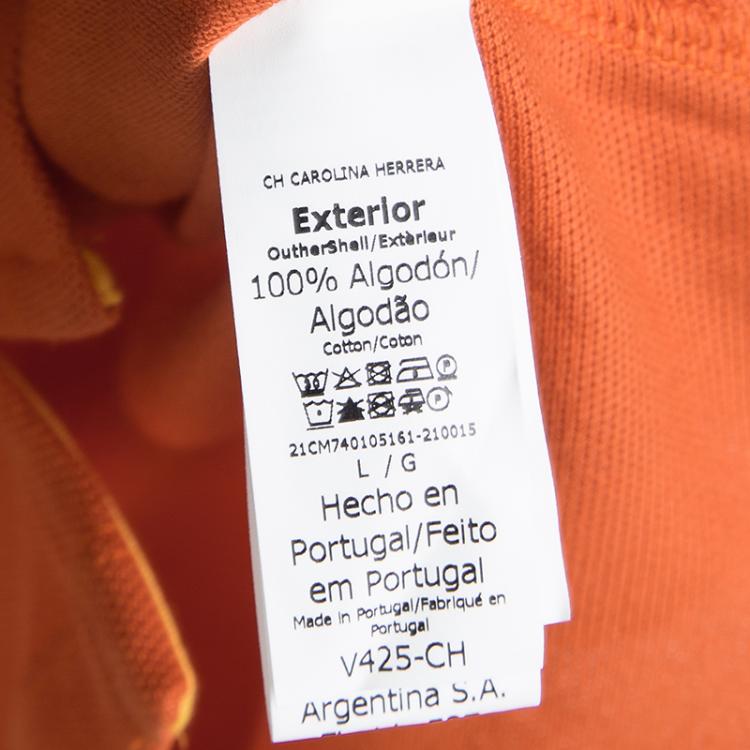 CH CAROLINA HERRERA
Exterior
OutherShell/Extèrieur
100% Algodón/
Algodão
Cotton/Coton
21CM740105161-210015
L / G
Hecho en
Portugal/Feito
em Portugal
Made in Portugal/Fabriqué en
Portugal
V425-CH
Argentina S.A.